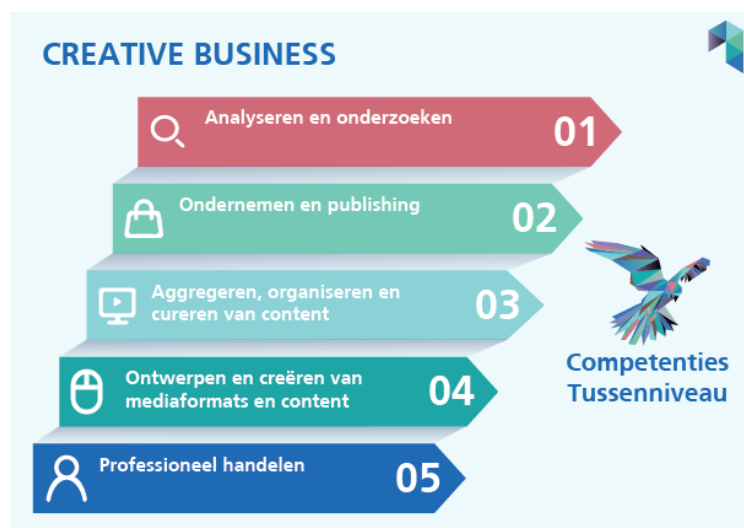 CREATIVE BUSINESS
Analyseren en onderzoeken
01
Ondernemen en publishing
02
Aggregeren, organiseren en
cureren van content
03
Ontwerpen en creëren van
mediaformats en content
04
Professioneel handelen
05
Competenties
Tussenniveau